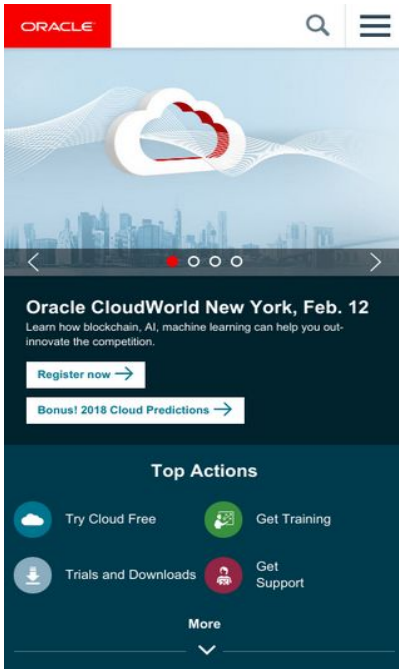 ORACLE
Oracle CloudWorld New York, Feb. 12
Learn how blockchain, AI, machine learning can help you out-
innovate the competition.
Register now
Bonus! 2018 Cloud Predictions
Top Actions
Try Cloud Free
Get Training
Trials and Downloads
Get
Support
More